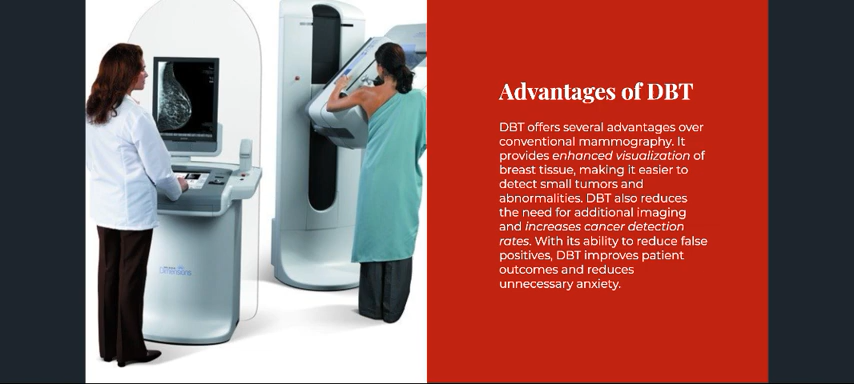 Advantages of DBT
DBT offers several advantages over
conventional mammography. It
provides enhanced visualization of
breast tissue, making it easier to
detect small tumors and
abnormalities. DBT also reduces
the need for additional imaging
and increases cancer detection
rates. With its ability to reduce false
positives, DBT improves patient
outcomes and reduces
unnecessary anxiety.
Dimensions